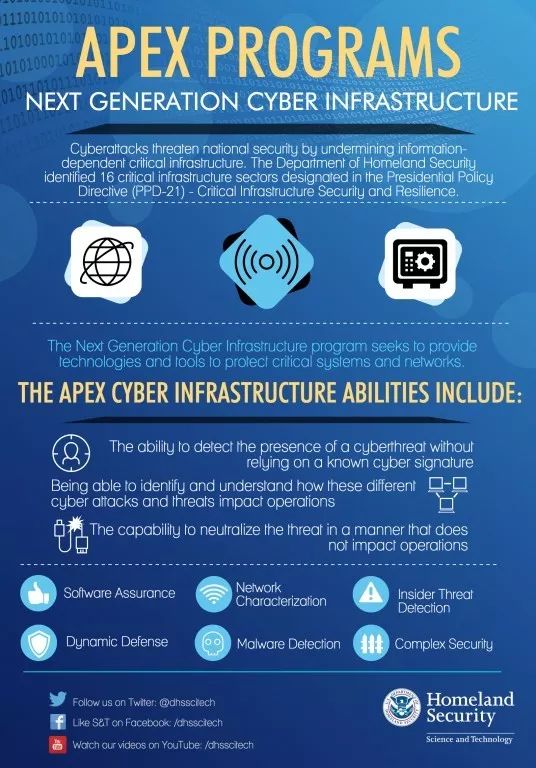 APEX PROGRAMS
NEXT GENERATION CYBER INFRASTRUCTURE
Cyberattacks threaten national security by undermining information-
dependent critical infrastructure. The Department of Homeland Security
identified 16 critical infrastructure sectors designated in the Presidential Policy
Directive (PPD-21) - Critical Infrastructure Security and Resilience.
The Next Generation Cyber Infrastructure program seeks to provide
technologies and tools to protect critical systems and networks.
THE APEX CYBER INFRASTRUCTURE ABILITIES INCLUDE:
The ability to detect the presence of a cyberthreat without
relying on a known cyber signature
Being able to identify and understand how these different
cyber attacks and threats impact operations
The capability to neutralize the threat in a manner that does
not impact operations
Software Assurance
Network
Characterization
Insider Threat
Detection
Dynamic Defense
Malware Detection
Complex Security
Follow us on Twitter: @dhsscitech
Like S&T on Facebook: /dhsscitech
Watch our videos on YouTube: /dhsscitech
Homeland
Security
Science and Technology